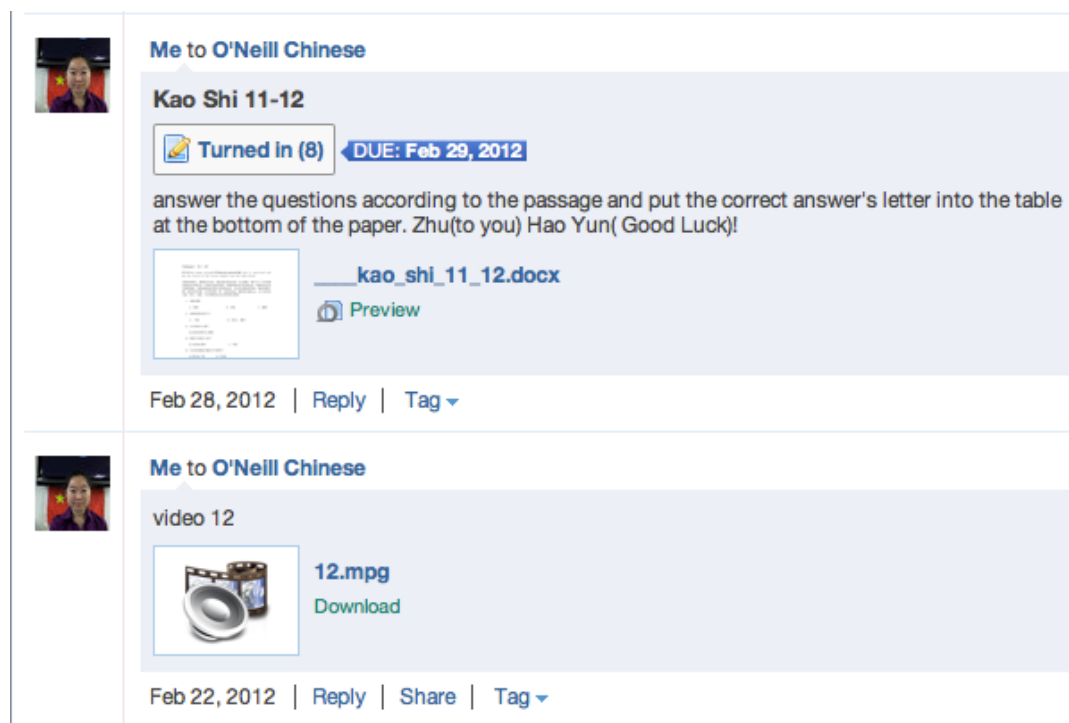 Me to O'Neill Chinese
Kao Shi 11-12
Turned in (8) DUE: Feb 29, 2012
answer the questions according to the passage and put the correct answer's letter into the table
at the bottom of the paper. Zhu(to you) Hao Yun( Good Luck)!
____kao_shi_11_12.docx
Preview
Feb 28, 2012 | Reply | Tag
Me to O'Neill Chinese
video 12
12.mpg
Download
Feb 22, 2012 | Reply | Share | Tag